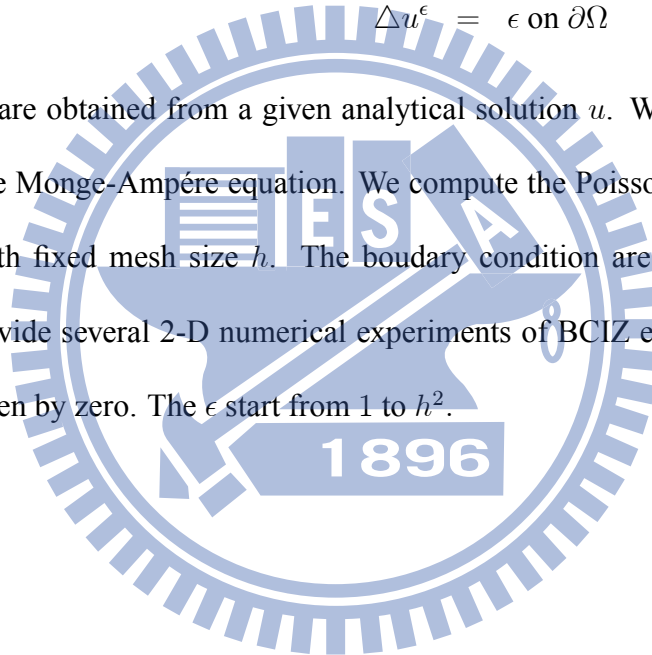 △u^ϵ = ϵ on ∂Ω
are obtained from a given analytical solution u. W
e Monge-Ampére equation. We compute the Poisso
th fixed mesh size h. The boudary condition are
vide several 2-D numerical experiments of BCIZ e
en by zero. The ϵ start from 1 to h².
ESA
1896